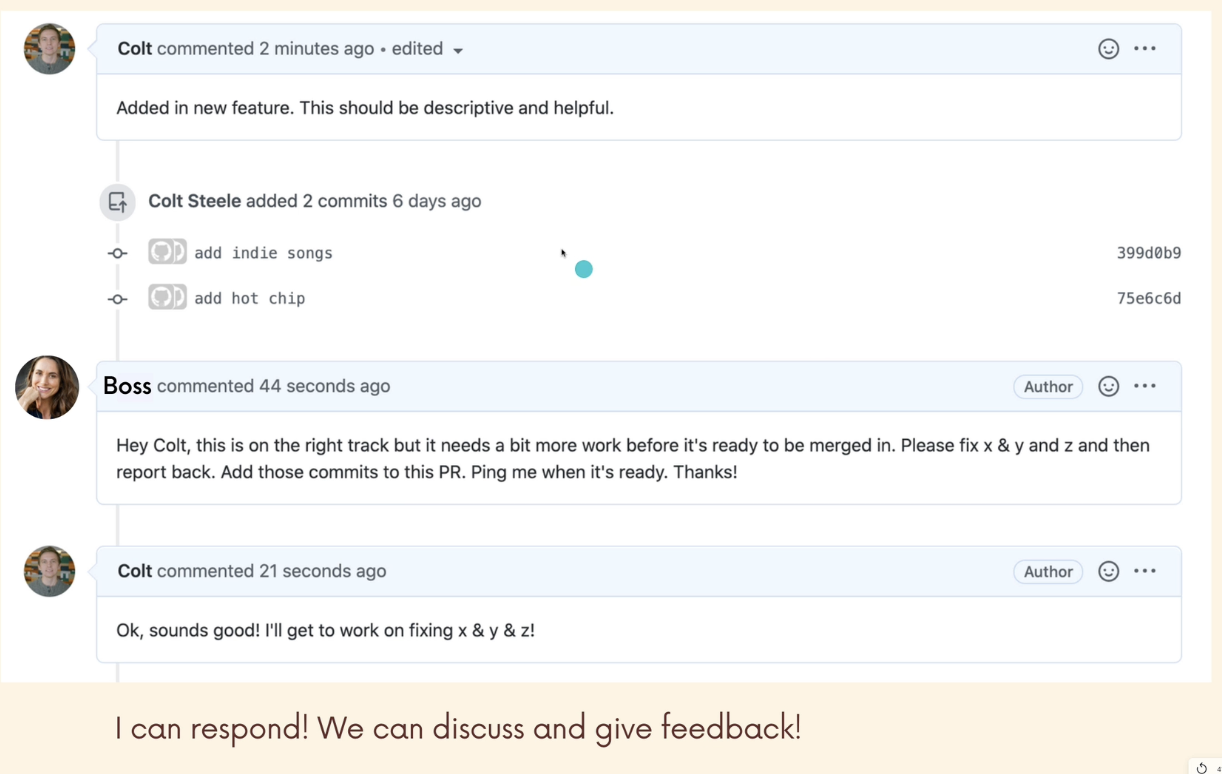 Colt commented 2 minutes ago • edited
Added in new feature. This should be descriptive and helpful.
Colt Steele added 2 commits 6 days ago
add indie songs 399d0b9
add hot chip 75e6c6d
Boss commented 44 seconds ago Author
Hey Colt, this is on the right track but it needs a bit more work before it's ready to be merged in. Please fix x & y and z and then
report back. Add those commits to this PR. Ping me when it's ready. Thanks!
Colt commented 21 seconds ago Author
Ok, sounds good! I'll get to work on fixing x & y & z!
I can respond! We can discuss and give feedback!